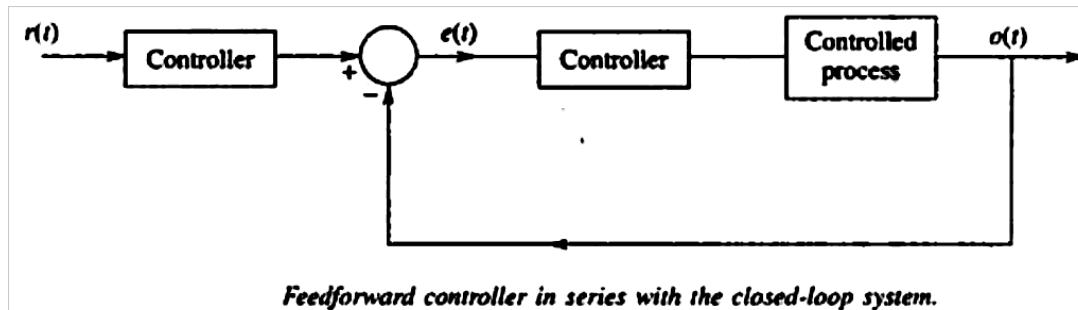 r(t)
Controller
+
−
e(t)
Controller
Controlled
process
o(t)
Feedforward controller in series with the closed-loop system.